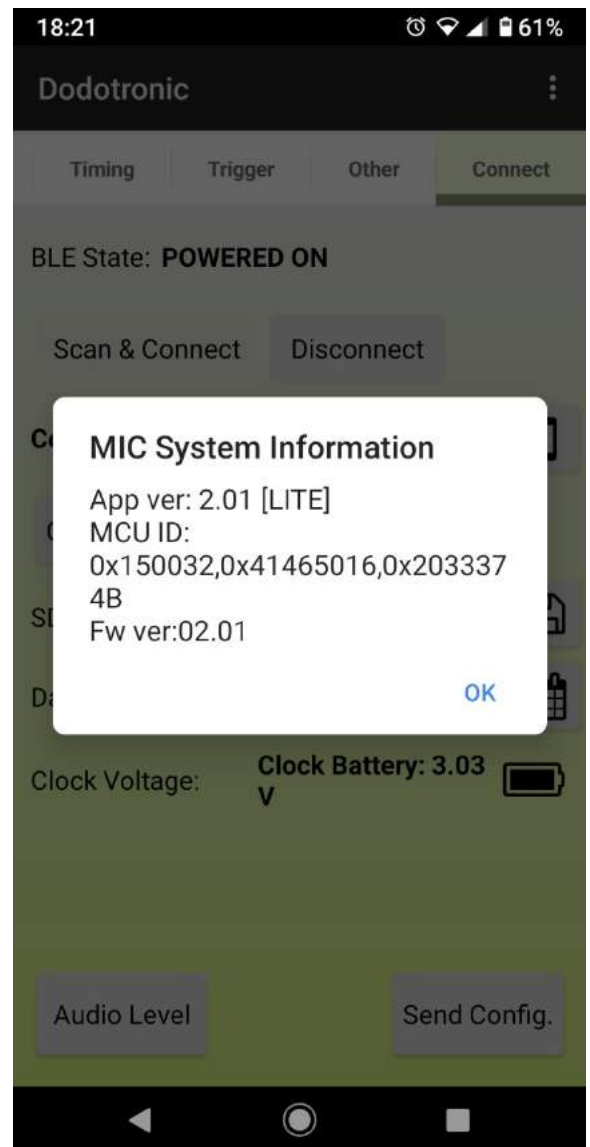 18:21 61%
Dodotronic
Timing Trigger Other Connect
BLE State: POWERED ON
Scan & Connect Disconnect
MIC System Information
App ver: 2.01 [LITE]
MCU ID:
0x150032,0x41465016,0x203337
4B
Fw ver:02.01
OK
Clock Voltage: Clock Battery: 3.03
V
Audio Level Send Config.